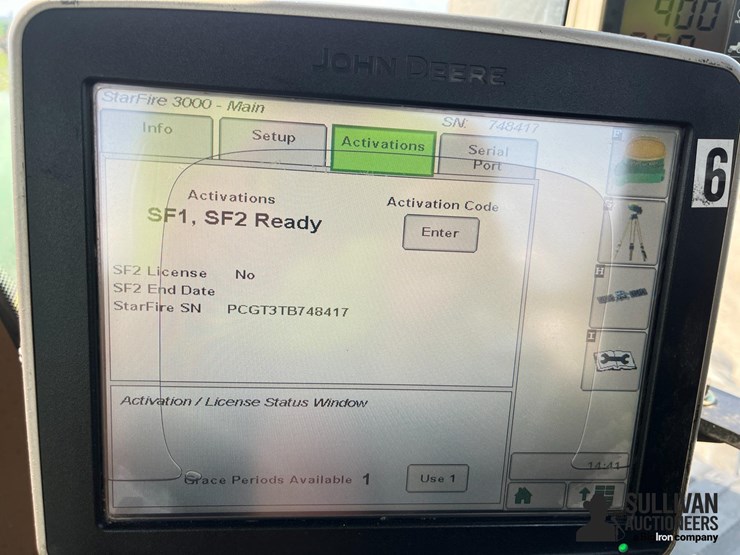 900
JOHN DEERE
StarFire 3000 - Main
SN: 748417
Info
Setup
Activations
Serial
Port
G
H
I
6
Activations
SF1, SF2 Ready
Activation Code
Enter
SF2 License No
SF2 End Date
StarFire SN PCGT3TB748417
Activation / License Status Window
Grace Periods Available 1
Use 1
14:41
SULLIVAN
AUCTIONEERS
Iron company